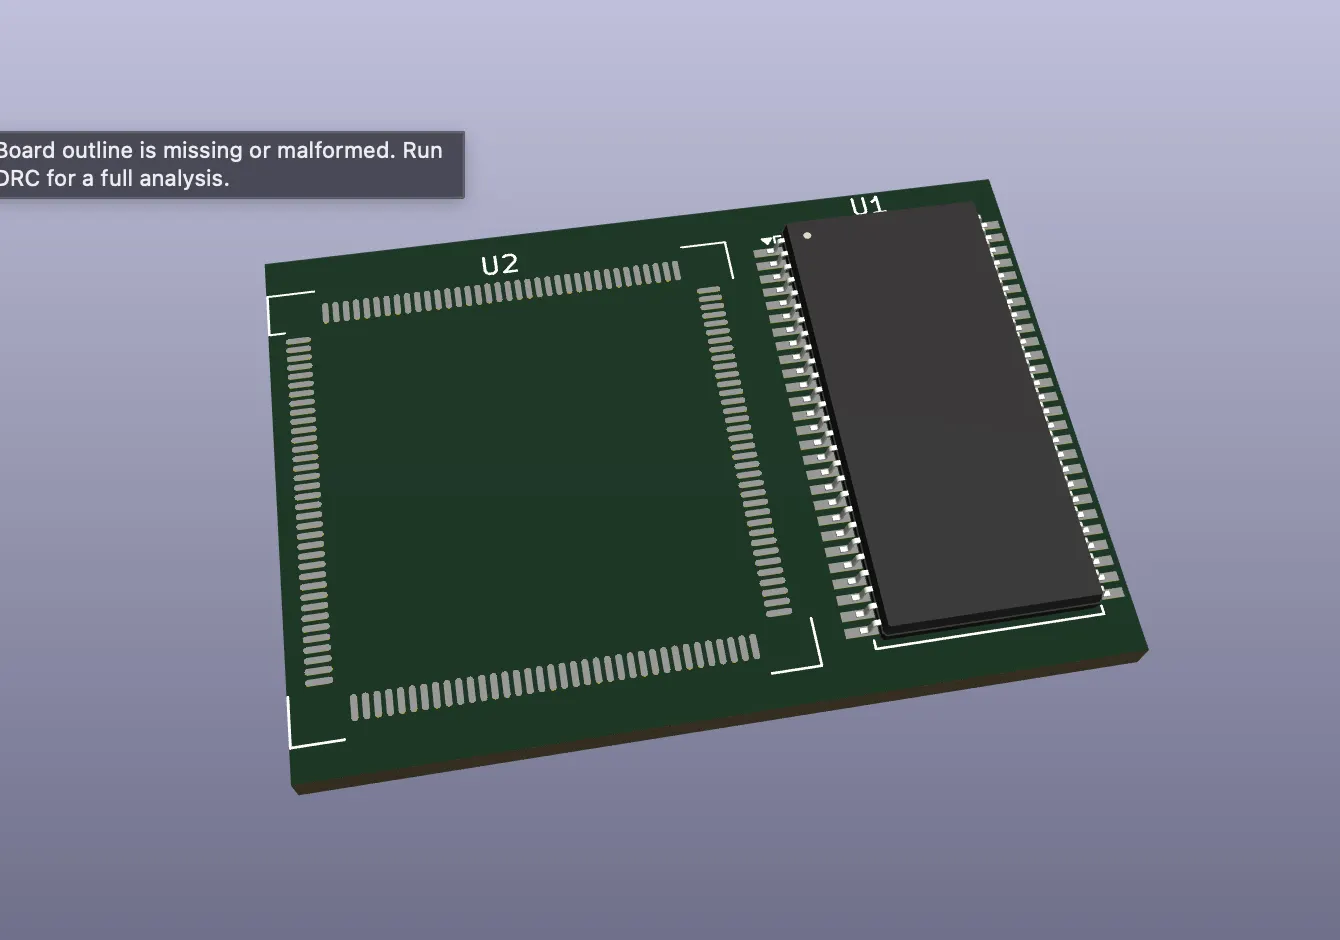 Board outline is missing or malformed. Run
DRC for a full analysis.
U1
U2